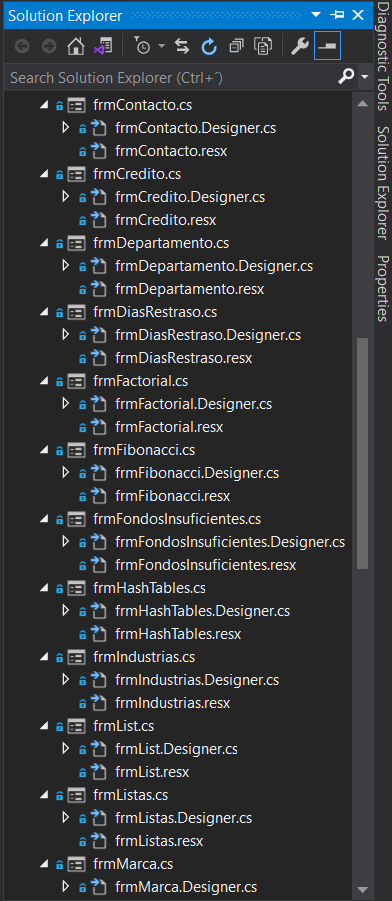 Solution Explorer
Search Solution Explorer (Ctrl+´)
frmContacto.cs
frmContacto.Designer.cs
frmContacto.resx
frmCredito.cs
frmCredito.Designer.cs
frmCredito.resx
frmDepartamento.cs
frmDepartamento.Designer.cs
frmDepartamento.resx
frmDiasRestraso.cs
frmDiasRestraso.Designer.cs
frmDiasRestraso.resx
frmFactorial.cs
frmFactorial.Designer.cs
frmFactorial.resx
frmFibonacci.cs
frmFibonacci.Designer.cs
frmFibonacci.resx
frmFondosInsuficientes.cs
frmFondosInsuficientes.Designer.cs
frmFondosInsuficientes.resx
frmHashTables.cs
frmHashTables.Designer.cs
frmHashTables.resx
frmIndustrias.cs
frmIndustrias.Designer.cs
frmIndustrias.resx
frmList.cs
frmList.Designer.cs
frmList.resx
frmListas.cs
frmListas.Designer.cs
frmListas.resx
frmMarca.cs
frmMarca.Designer.cs
Diagnostic Tools
Solution Explorer
Properties